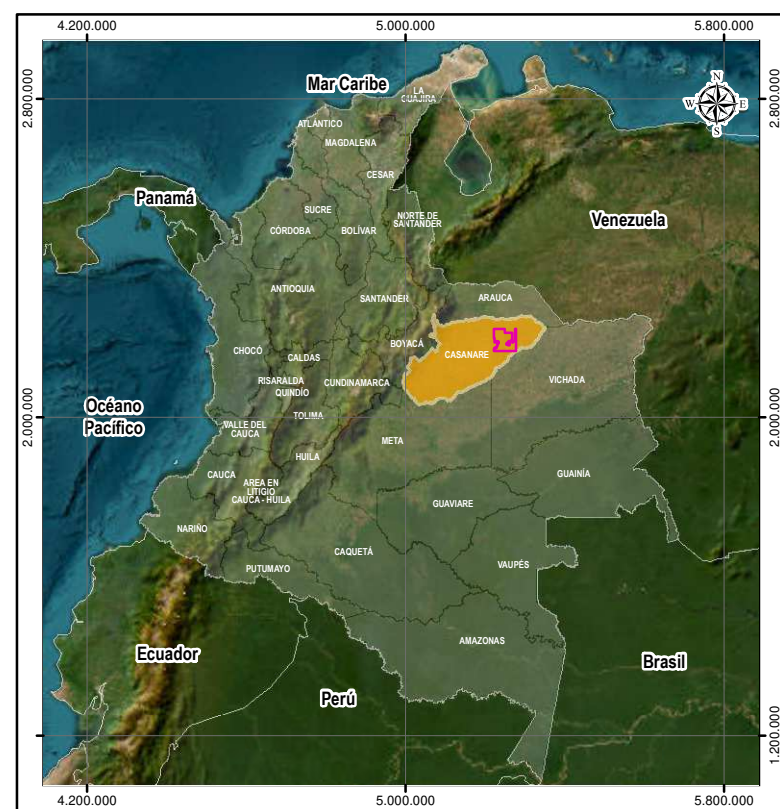 4.200.000
5.000.000
5.800.000
Mar Caribe
LA
GUAJIRA
N
W
E
S
2.800.000
2.800.000
ATLÁNTICO
MAGDALENA
CESAR
Panamá
SUCRE
NORTE DE
SANTANDER
Venezuela
CÓRDOBA
BOLÍVAR
ANTIOQUIA
SANTANDER
ARAUCA
CHOCÓ
BOYACÁ
CASANARE
CALDAS
RISARALDA
CUNDINAMARCA
VICHADA
QUINDÍO
Océano
Pacífico
TOLIMA
2.000.000
2.000.000
VALLE DEL
CAUCA
META
HUILA
CAUCA
AREA EN
LITIGIO
CAUCA - HUILA
GUAINÍA
GUAVIARE
NARIÑO
CAQUETÁ
VAUPÉS
PUTUMAYO
AMAZONAS
Ecuador
Brasil
Perú
1.200.000
1.200.000
4.200.000
5.000.000
5.800.000